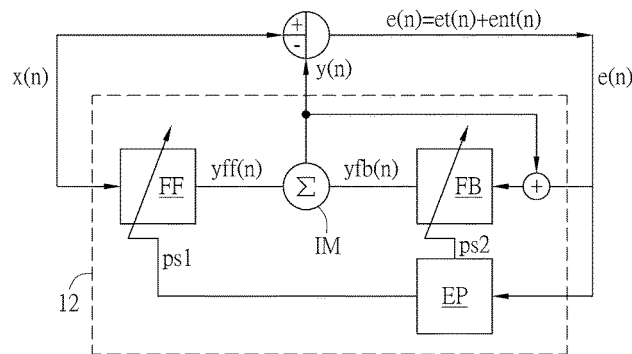 e(n)=et(n)+ent(n)
+
-
x(n)
y(n)
e(n)
FF
yff(n)
Σ
yfb(n)
FB
+
IM
ps1
ps2
12
EP